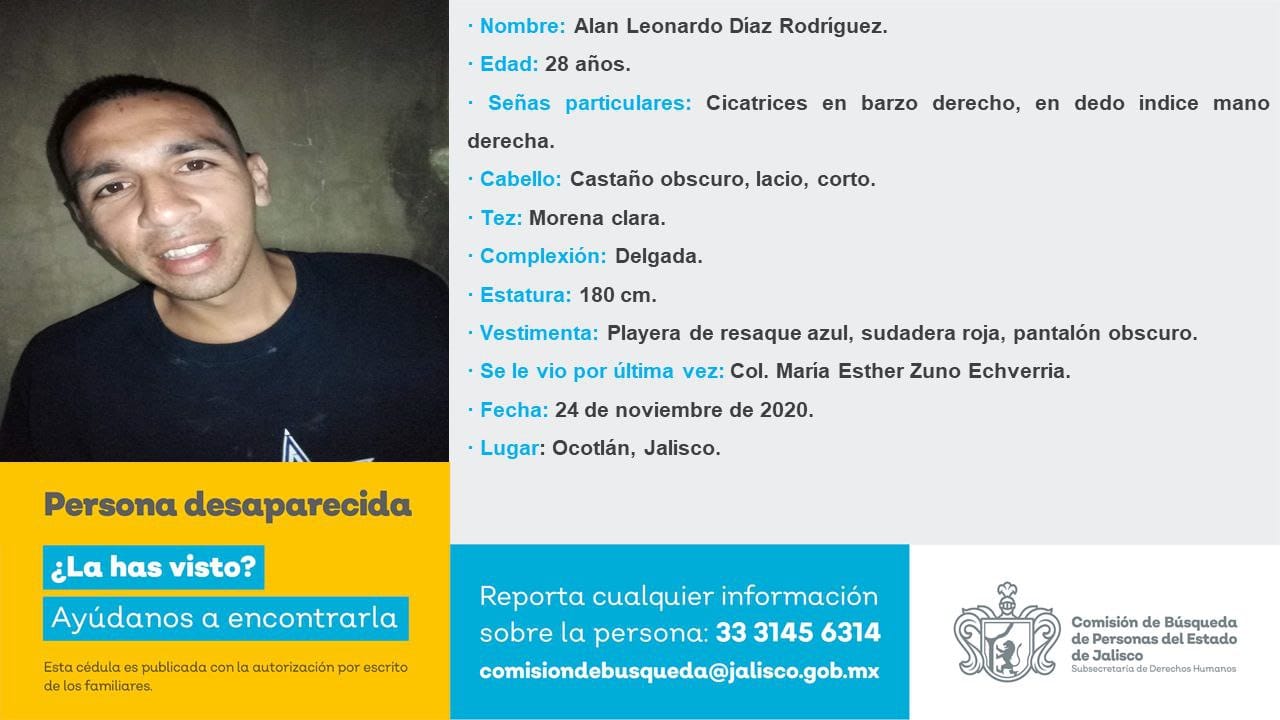 · Nombre: Alan Leonardo Díaz Rodríguez.
· Edad: 28 años.
· Señas particulares: Cicatrices en barzo derecho, en dedo indice mano
derecha.
· Cabello: Castaño obscuro, lacio, corto.
· Tez: Morena clara.
· Complexión: Delgada.
· Estatura: 180 cm.
· Vestimenta: Playera de resaque azul, sudadera roja, pantalón obscuro.
· Se le vio por última vez: Col. María Esther Zuno Echverria.
· Fecha: 24 de noviembre de 2020.
· Lugar: Ocotlán, Jalisco.
Persona desaparecida
¿La has visto?
Ayúdanos a encontrarla
Esta cédula es publicada con la autorización por escrito
de los familiares.
Reporta cualquier información
sobre la persona: 33 3145 6314
comisiondebusqueda@jalisco.gob.mx
Comisión de Búsqueda
de Personas del Estado
de Jalisco
Subsecretaría de Derechos Humanos